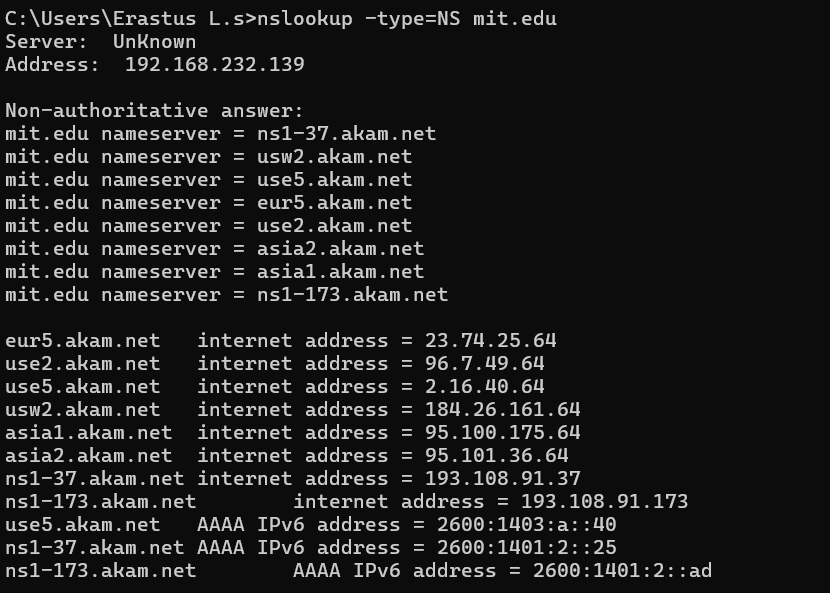 C:\Users\Erastus L.s>nslookup -type=NS mit.edu
Server:  UnKnown
Address:  192.168.232.139

Non-authoritative answer:
mit.edu nameserver = ns1-37.akam.net
mit.edu nameserver = usw2.akam.net
mit.edu nameserver = use5.akam.net
mit.edu nameserver = eur5.akam.net
mit.edu nameserver = use2.akam.net
mit.edu nameserver = asia2.akam.net
mit.edu nameserver = asia1.akam.net
mit.edu nameserver = ns1-173.akam.net

eur5.akam.net   internet address = 23.74.25.64
use2.akam.net   internet address = 96.7.49.64
use5.akam.net   internet address = 2.16.40.64
usw2.akam.net   internet address = 184.26.161.64
asia1.akam.net  internet address = 95.100.175.64
asia2.akam.net  internet address = 95.101.36.64
ns1-37.akam.net internet address = 193.108.91.37
ns1-173.akam.net        internet address = 193.108.91.173
use5.akam.net   AAAA IPv6 address = 2600:1403:a::40
ns1-37.akam.net AAAA IPv6 address = 2600:1401:2::25
ns1-173.akam.net        AAAA IPv6 address = 2600:1401:2::ad